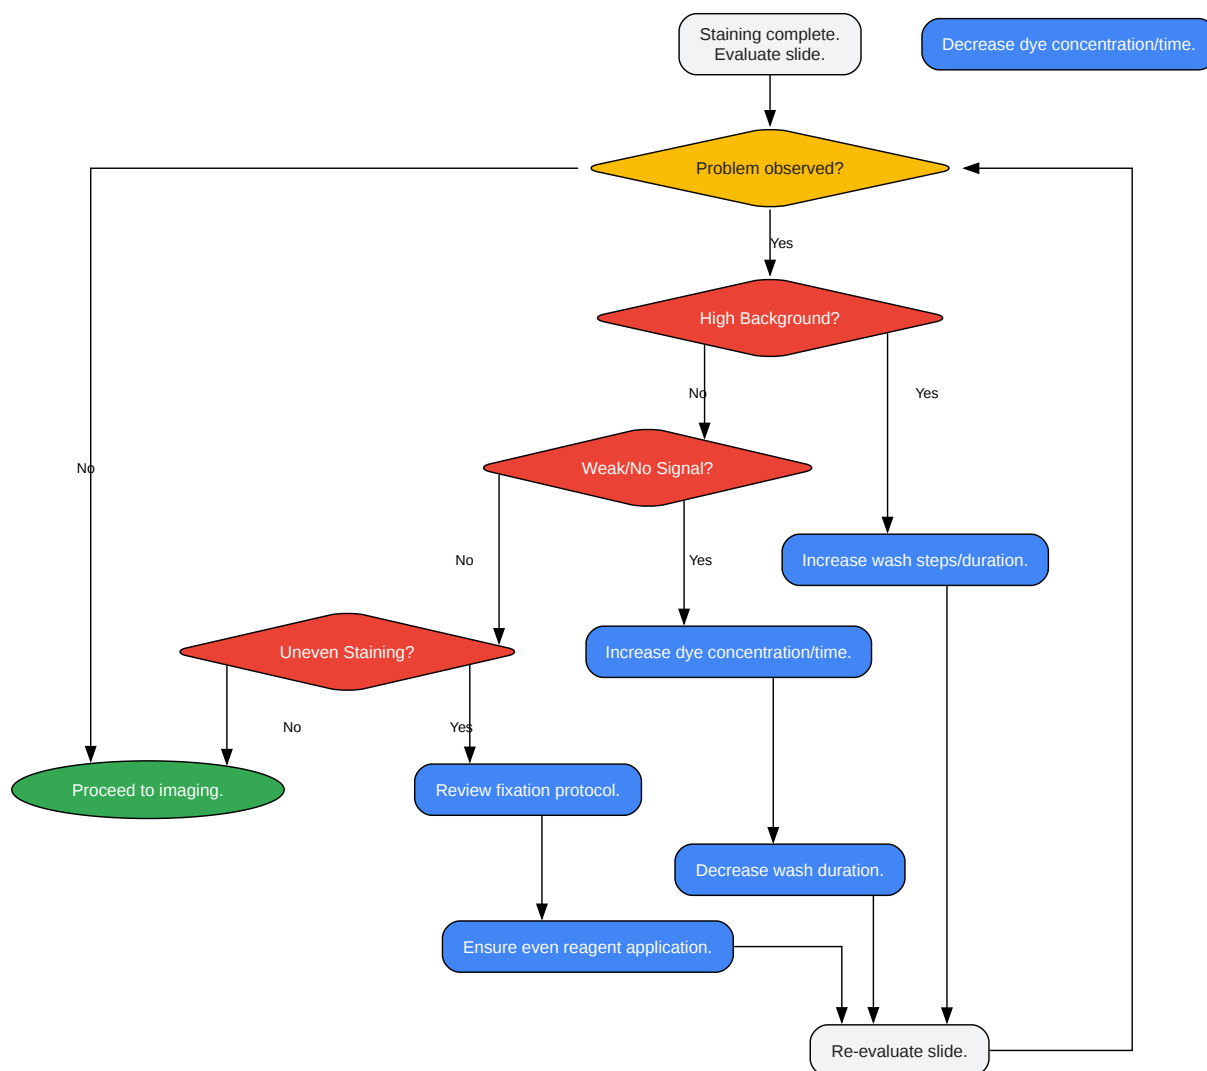 Staining complete.
Evaluate slide.
Decrease dye concentration/time.
Problem observed?
Yes
High Background?
No
Yes
Weak/No Signal?
No
No
Yes
Increase wash steps/duration.
Uneven Staining?
Increase dye concentration/time.
No
Yes
Proceed to imaging.
Review fixation protocol.
Decrease wash duration.
Ensure even reagent application.
Re-evaluate slide.